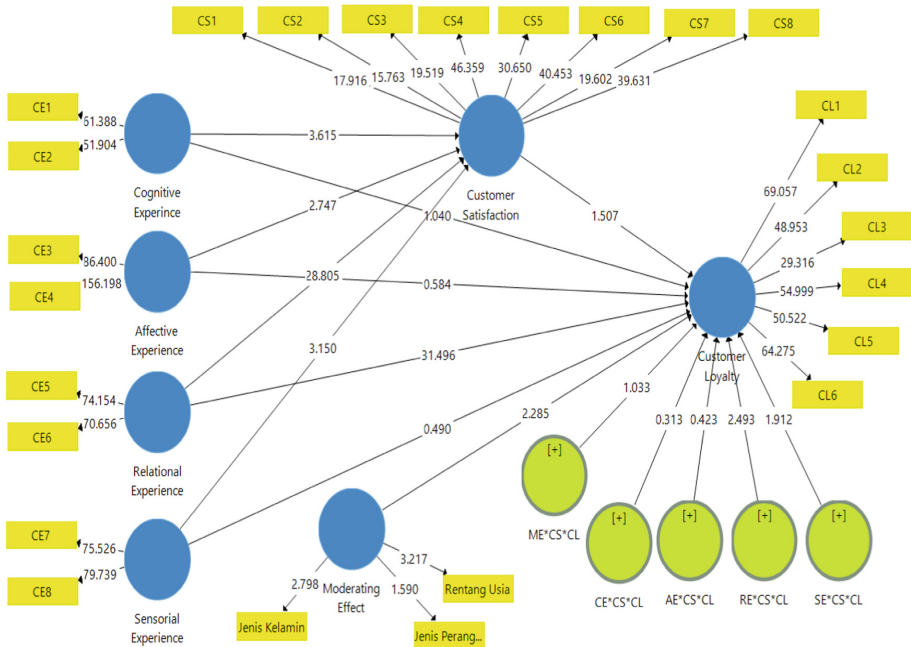 CS1
CS2
CS3
CS4
CS5
CS6
CS7
CS8
17.916
15.763
19.519
46.359
30.650
40.453
19.602
39.631
CE1
CE2
61.388
51.904
Cognitive
Experince
3.615
Customer
Satisfaction
CL1
CL2
CL3
CL4
CL5
CL6
69.057
48.953
29.316
54.999
50.522
64.275
2.747
1.040
1.507
CE3
CE4
86.400
156.198
Affective
Experience
28.805
0.584
Customer
Loyalty
3.150
31.496
CE5
CE6
74.154
70.656
Relational
Experience
0.490
2.285
1.033
0.313
0.423
2.493
1.912
CE7
CE8
75.526
79.739
Sensorial
Experience
Moderating
Effect
2.798
1.590
3.217
Jenis Kelamin
Jenis Perang...
Rentang Usia
[+]
ME*CS*CL
[+]
CE*CS*CL
[+]
AE*CS*CL
[+]
RE*CS*CL
[+]
SE*CS*CL